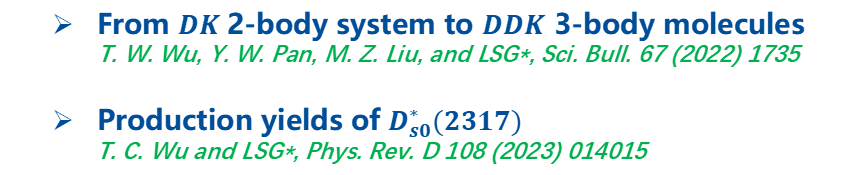 ➢ From DK 2-body system to DDK 3-body molecules
T. W. Wu, Y. W. Pan, M. Z. Liu, and LSG*, Sci. Bull. 67 (2022) 1735
➢ Production yields of D*s0(2317)
T. C. Wu and LSG*, Phys. Rev. D 108 (2023) 014015